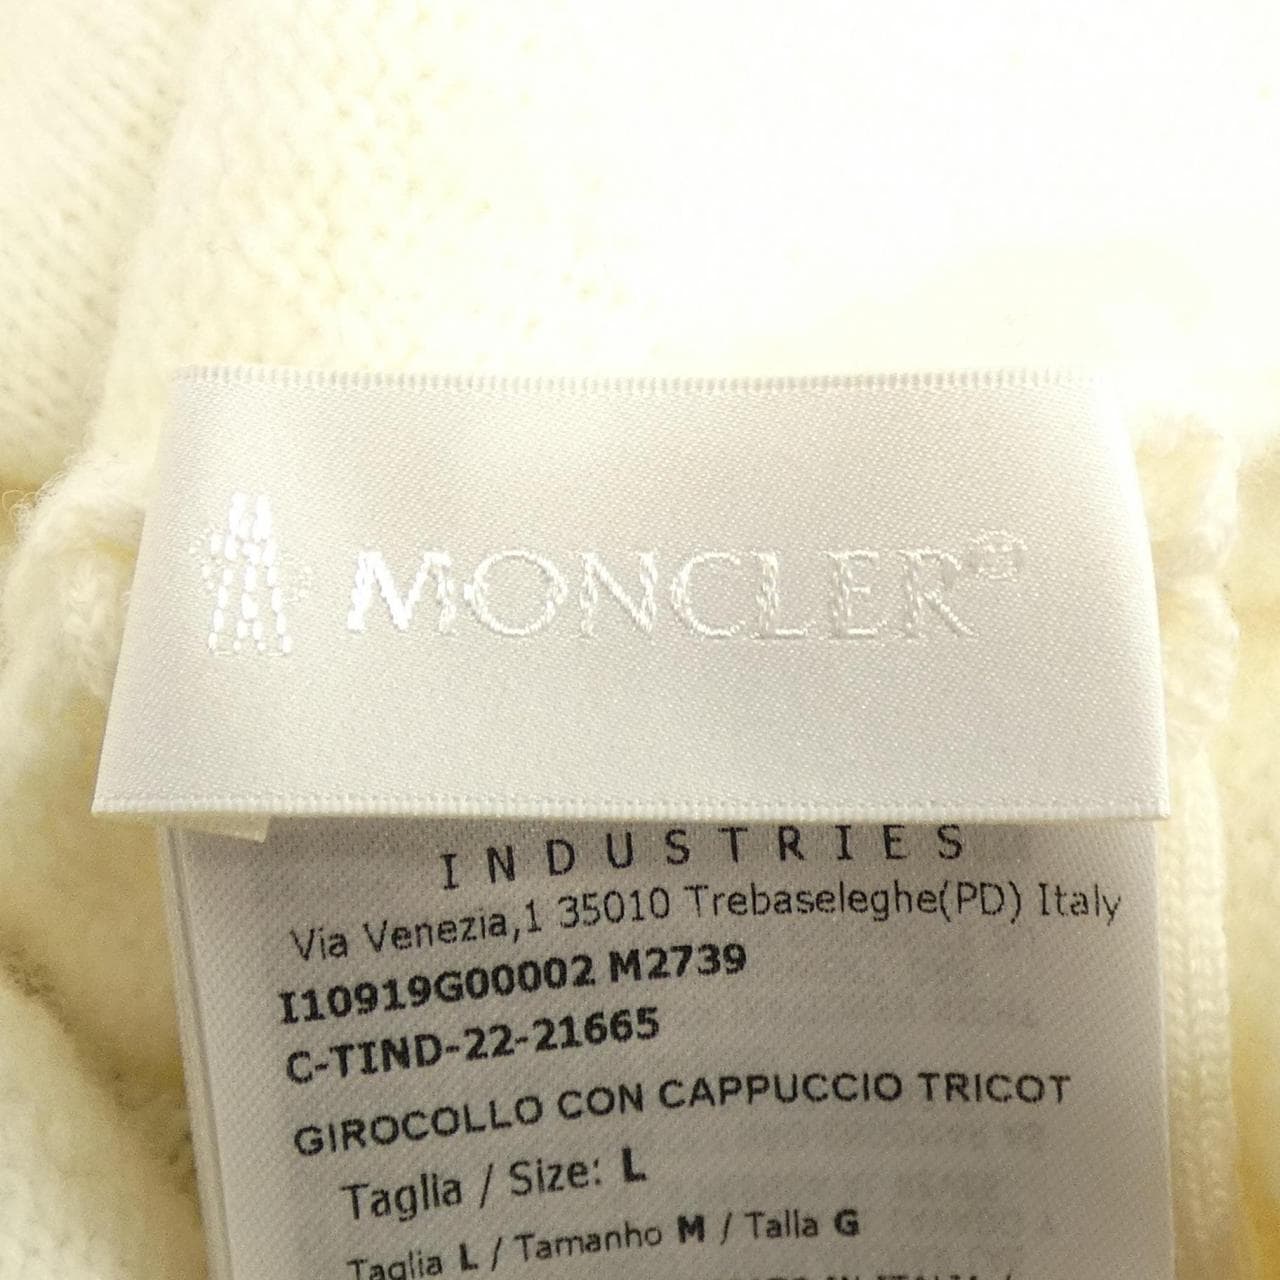 MONCLER
INDUSTRIES
Via Venezia,1 35010 Trebaseleghe(PD) Italy
I10919G00002 M2739
C-TIND-22-21665
GIROCOLLO CON CAPPUCCIO TRICOT
Taglia / Size: L
Taglia L / Tamanho M / Talla G